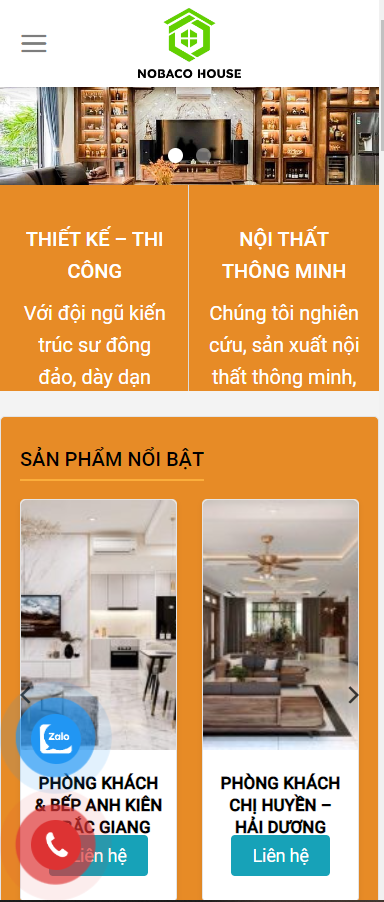 NOBACO HOUSE
THIẾT KẾ – THI
CÔNG
Với đội ngũ kiến
trúc sư đông
đảo, dày dạn
NỘI THẤT
THÔNG MINH
Chúng tôi nghiên
cứu, sản xuất nội
thất thông minh,
SẢN PHẨM NỔI BẬT
PHÒNG KHÁCH
& BẾP ANH KIÊN
BẮC GIANG
Liên hệ
PHÒNG KHÁCH
CHỊ HUYỀN –
HẢI DƯƠNG
Liên hệ
Zalo